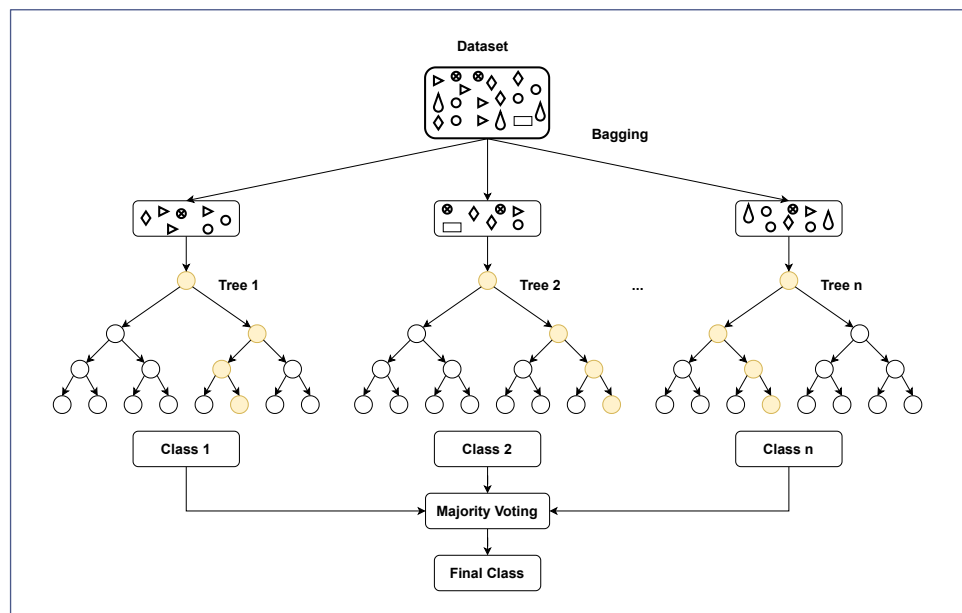 Dataset
Bagging
Tree 1
Tree 2
...
Tree n
Class 1
Class 2
Class n
Majority Voting
Final Class